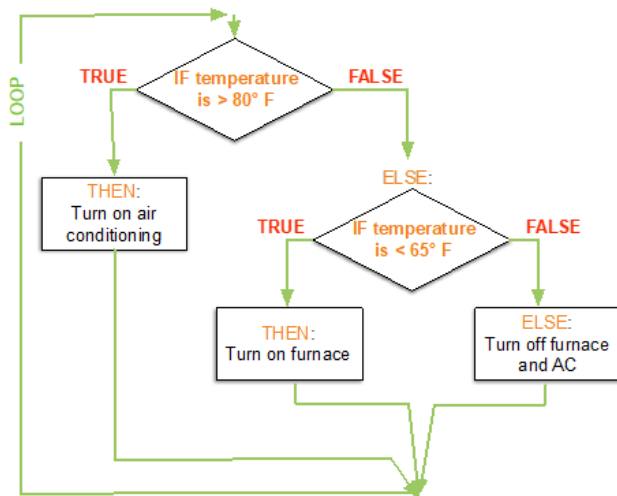 LOOP
TRUE
IF temperature
is > 80° F
FALSE
THEN:
Turn on air
conditioning
ELSE:
TRUE
IF temperature
is < 65° F
FALSE
THEN:
Turn on furnace
ELSE:
Turn off furnace
and AC